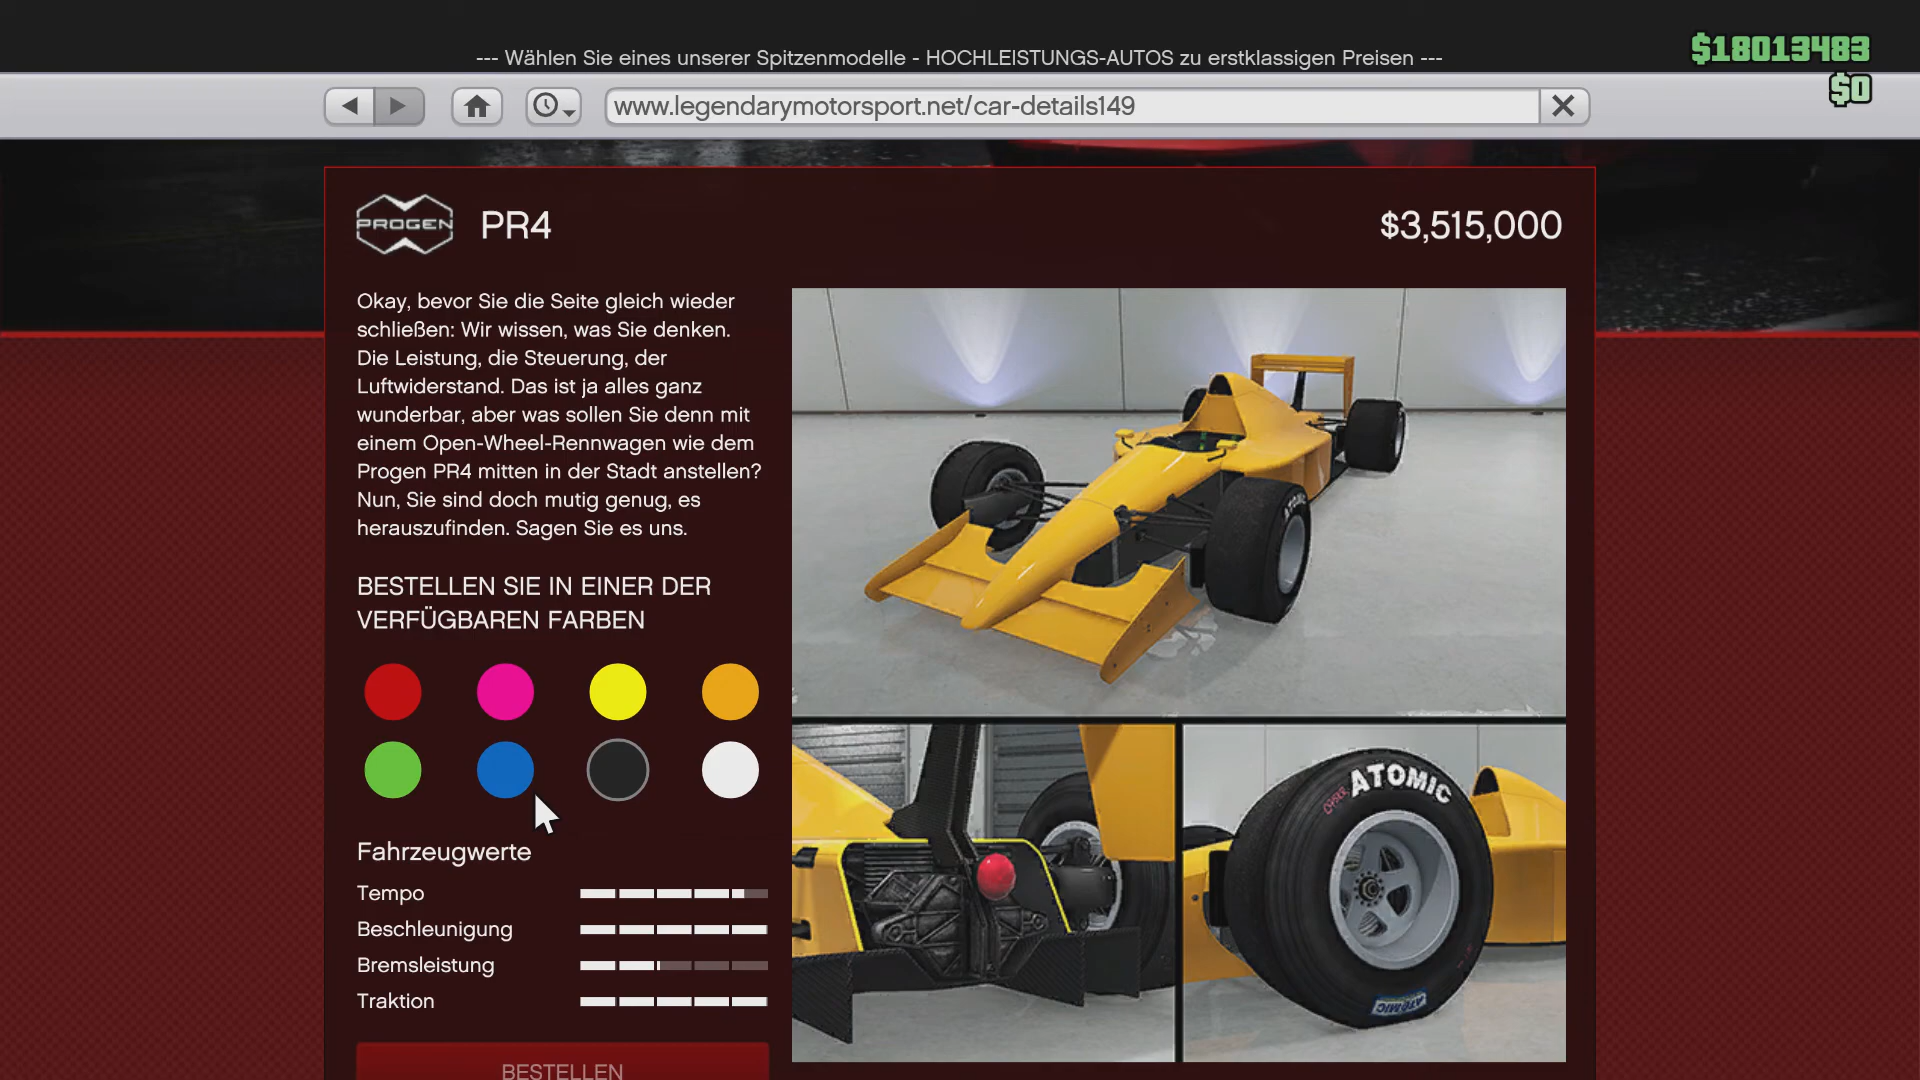 --- Wählen Sie eines unserer Spitzenmodelle - HOCHLEISTUNGS-AUTOS zu erstklassigen Preisen ---
$18013483
$0
www.legendarymotorsport.net/car-details149
PROGEN
PR4
$3,515,000
Okay, bevor Sie die Seite gleich wieder
schließen: Wir wissen, was Sie denken.
Die Leistung, die Steuerung, der
Luftwiderstand. Das ist ja alles ganz
wunderbar, aber was sollen Sie denn mit
einem Open-Wheel-Rennwagen wie dem
Progen PR4 mitten in der Stadt anstellen?
Nun, Sie sind doch mutig genug, es
herauszufinden. Sagen Sie es uns.
BESTELLEN SIE IN EINER DER
VERFÜGBAREN FARBEN
Fahrzeugwerte
Tempo
Beschleunigung
Bremsleistung
Traktion
BESTELLEN
ATOMIC
ATOMIC
ATOMIC